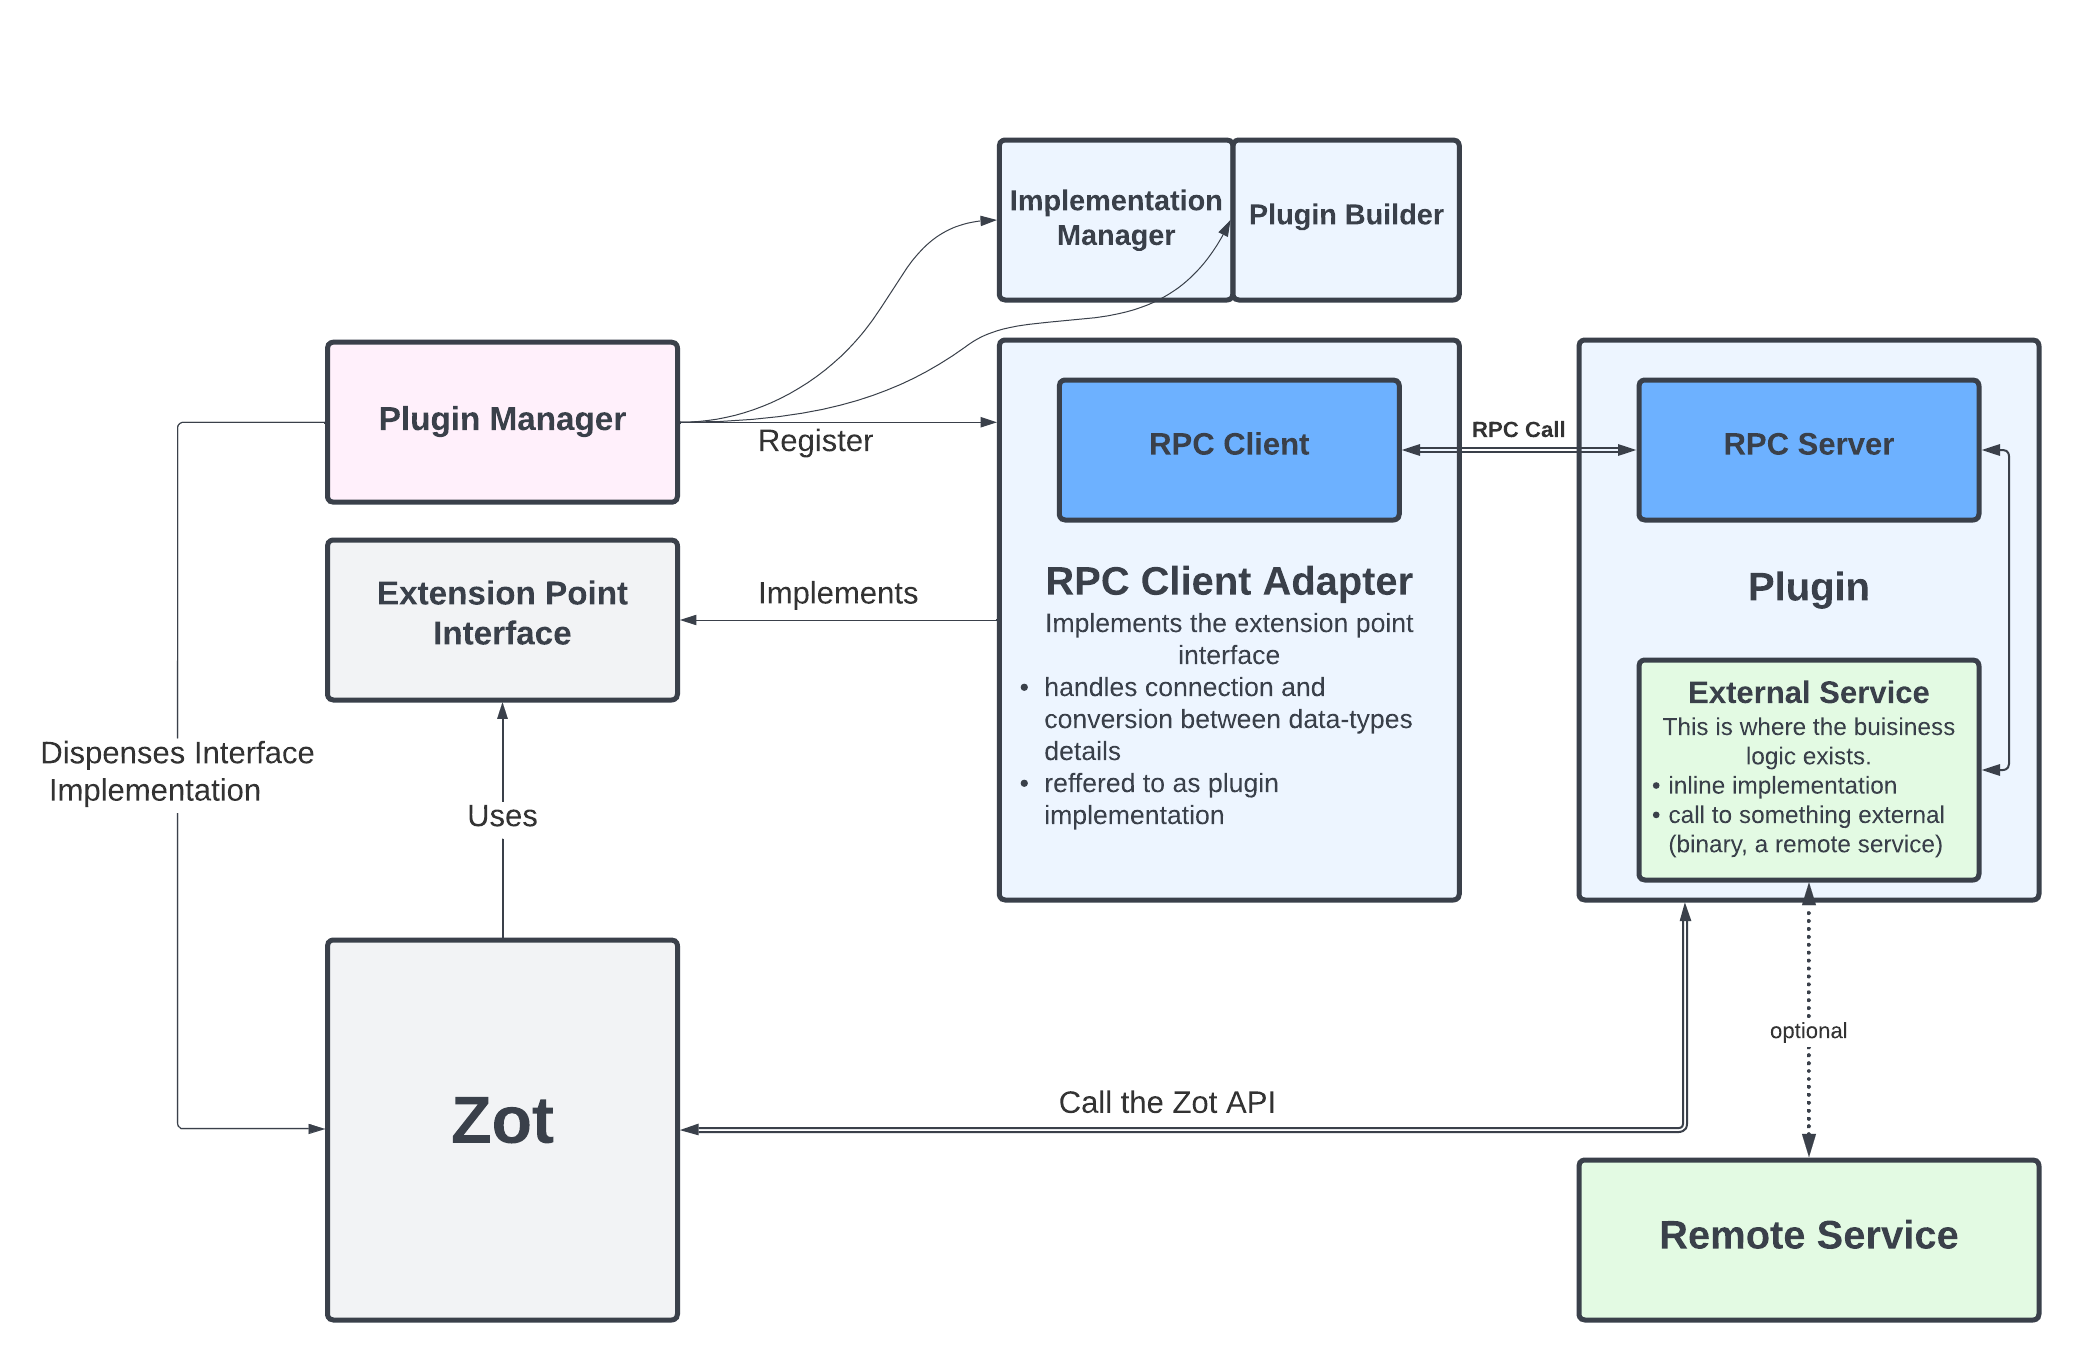 Implementation
Manager
Plugin Builder
Plugin Manager
Register
RPC Client
RPC Call
RPC Server
Extension Point
Interface
Implements
RPC Client Adapter
Implements the extension point
interface
• handles connection and
conversion between data-types
details
• reffered to as plugin
implementation
Plugin
External Service
This is where the buisiness
logic exists.
• inline implementation
• call to something external
(binary, a remote service)
Dispenses Interface
Implementation
Uses
optional
Call the Zot API
Zot
Remote Service